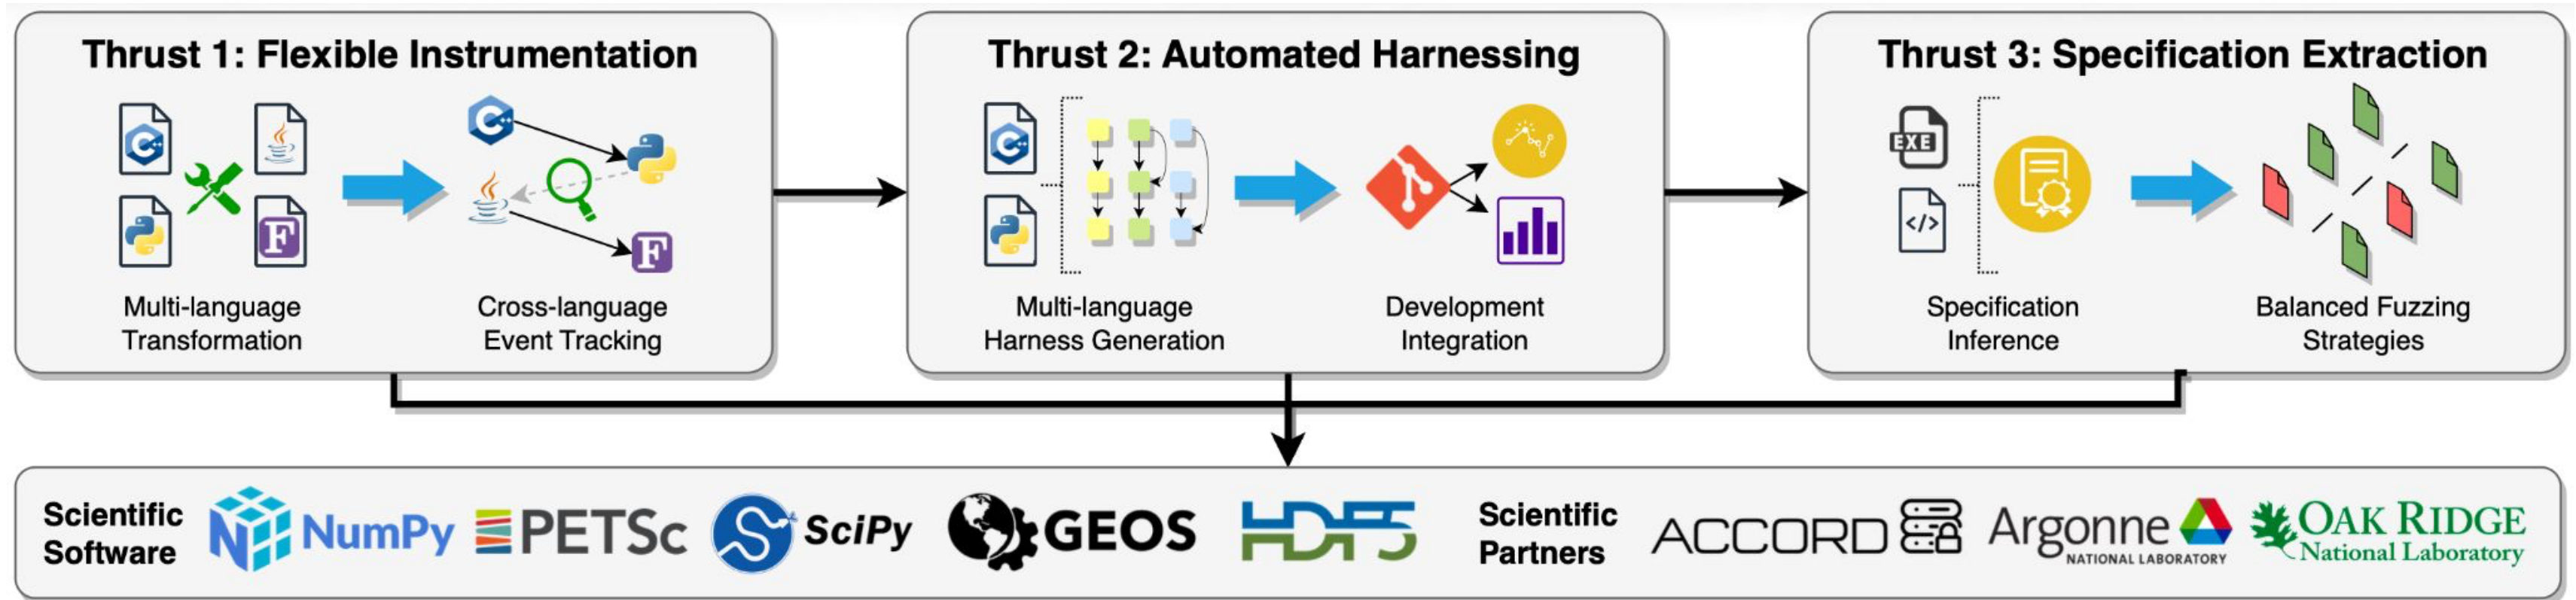 Thrust 1: Flexible Instrumentation
Multi-language
Transformation
Cross-language
Event Tracking
F
F
Thrust 2: Automated Harnessing
Multi-language
Harness Generation
Development
Integration
Thrust 3: Specification Extraction
EXE
</>
Specification
Inference
Balanced Fuzzing
Strategies
Scientific
Software
NumPy
PETSc
SciPy
GEOS
HDF5
Scientific
Partners
ACCORD
Argonne
NATIONAL LABORATORY
OAK RIDGE
National Laboratory